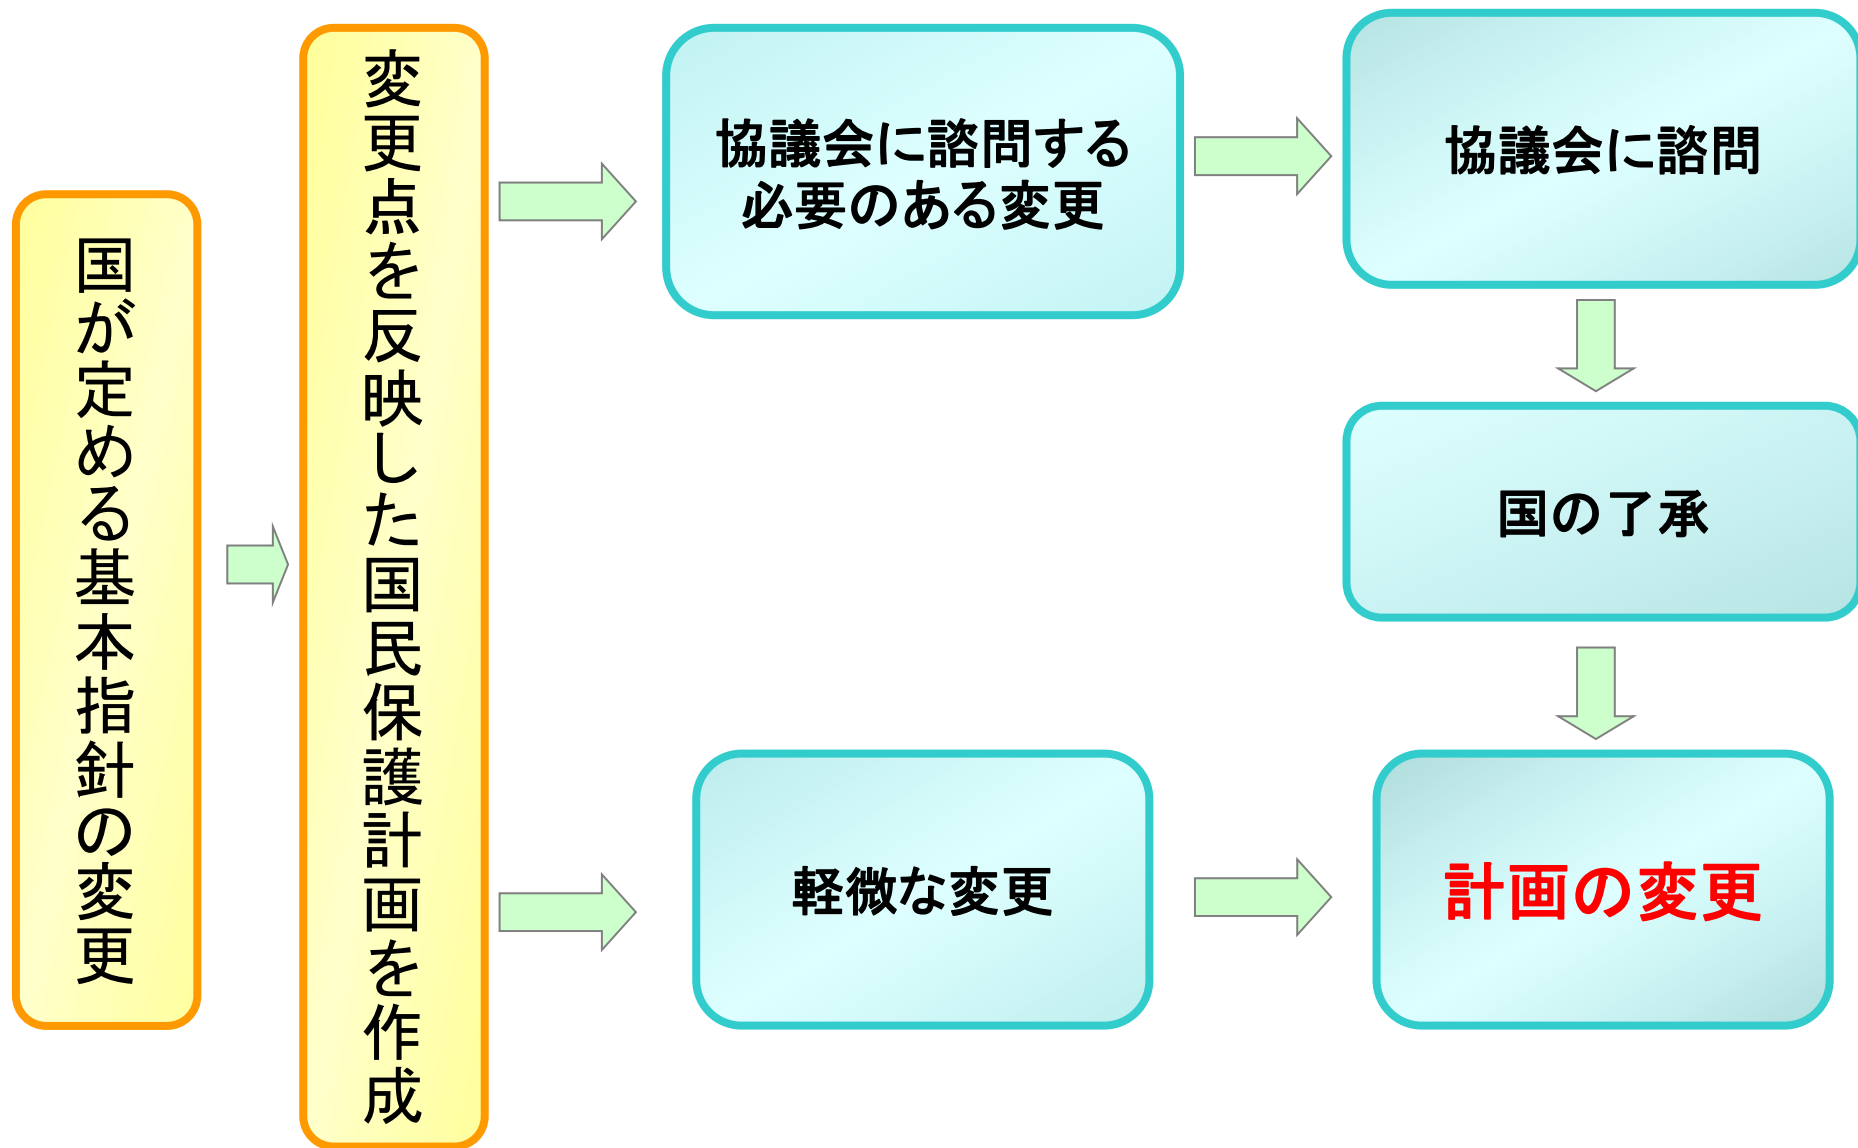 国が定める基本指針の変更
変更点を反映した国民保護計画を作成
協議会に諮問する
必要のある変更
協議会に諮問
国の了承
軽微な変更
計画の変更